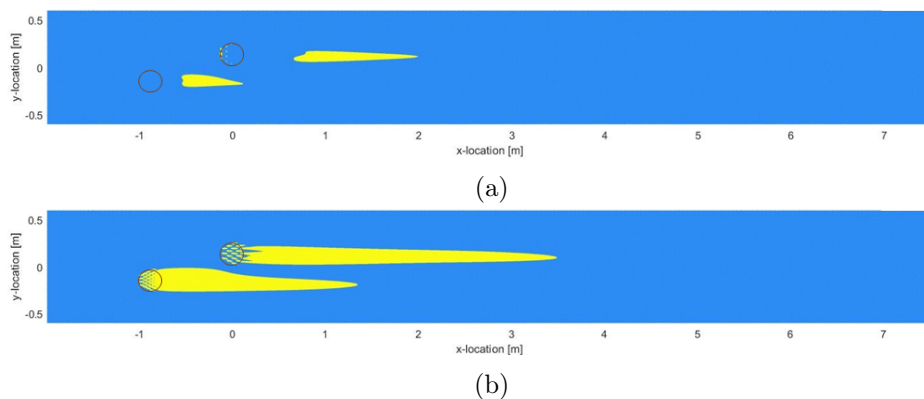 y-location [m]
0.5
0
-0.5
-1 0 1 2 3 4 5 6 7
x-location [m]
(a)
y-location [m]
0.5
0
-0.5
-1 0 1 2 3 4 5 6 7
x-location [m]
(b)